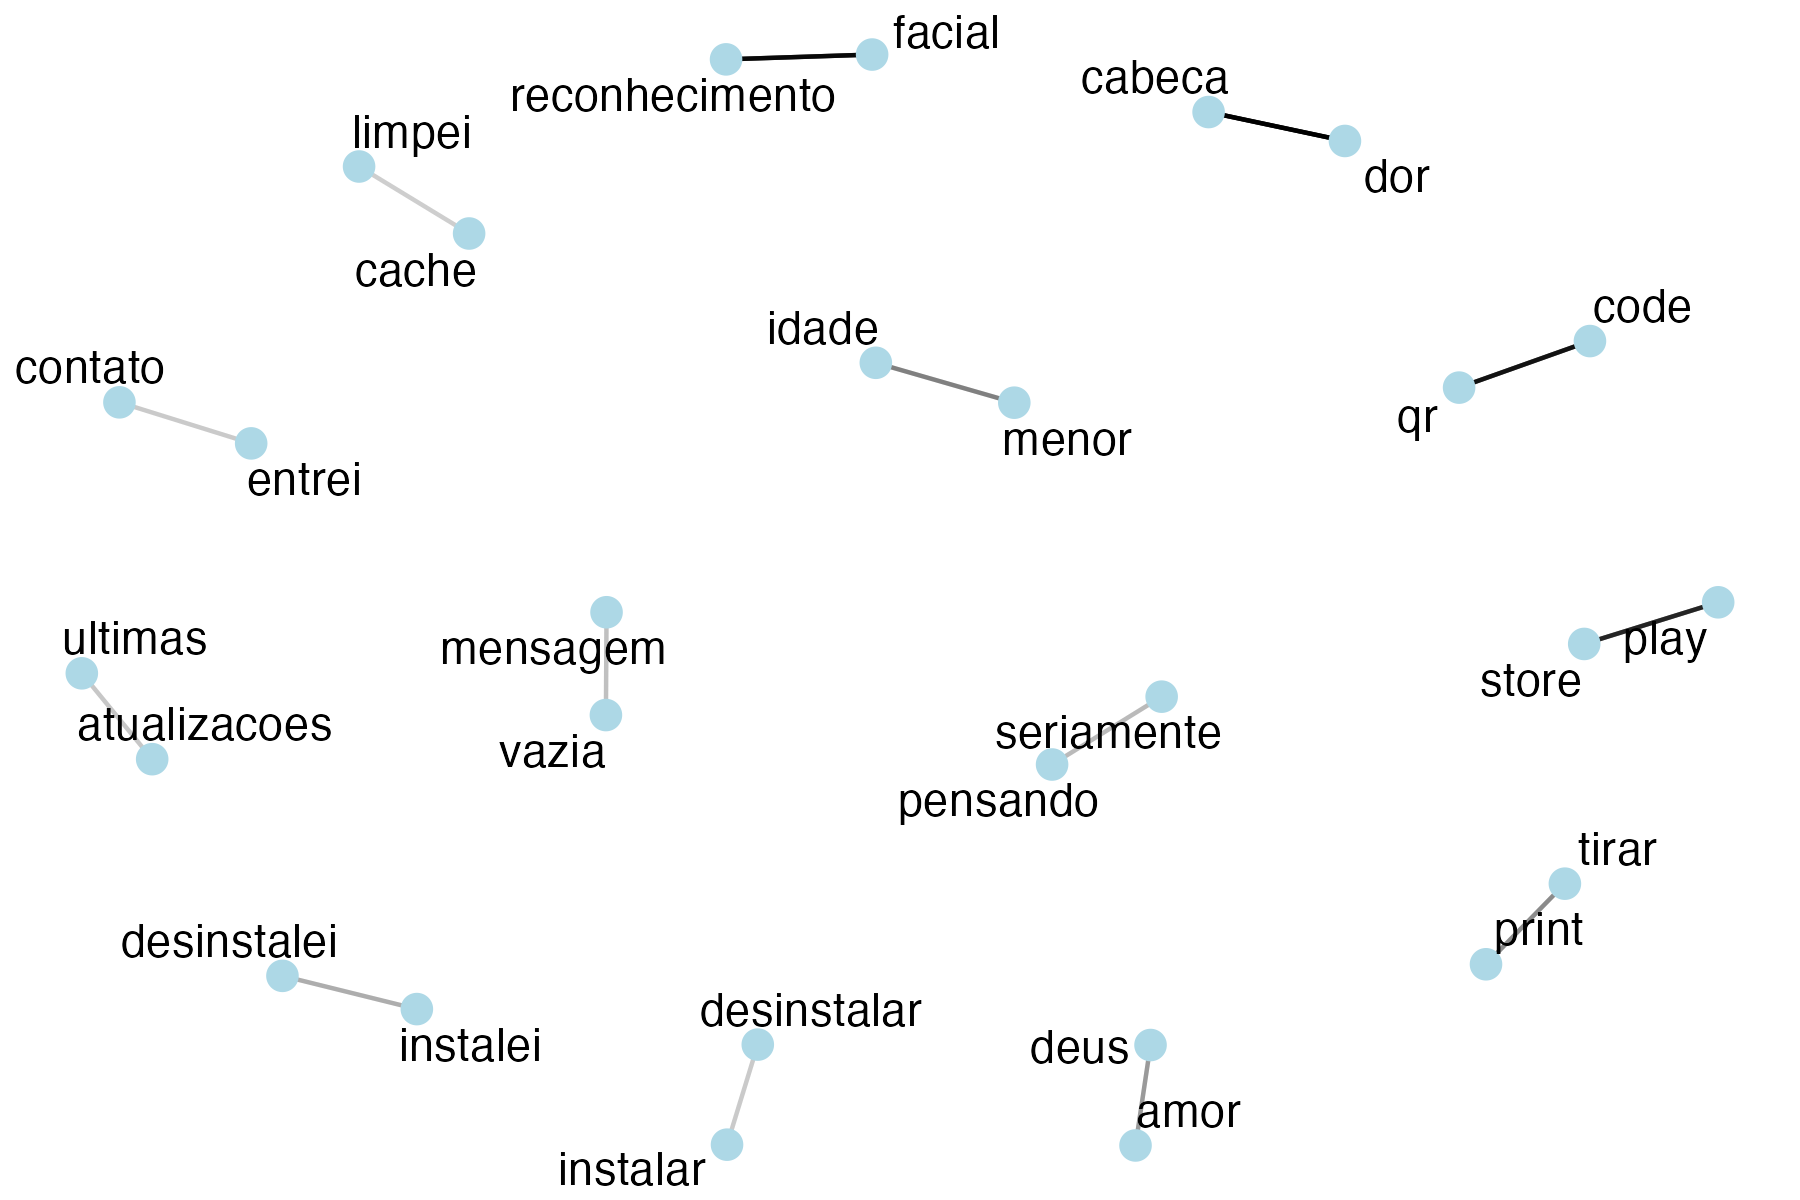 facial
reconhecimento
cabeca
dor
limpei
cache
code
qr
idade
menor
contato
entrei
ultimas
atualizacoes
mensagem
vazia
play
store
seriamente
pensando
tirar
print
desinstalei
instalei
desinstalar
instalar
deus
amor